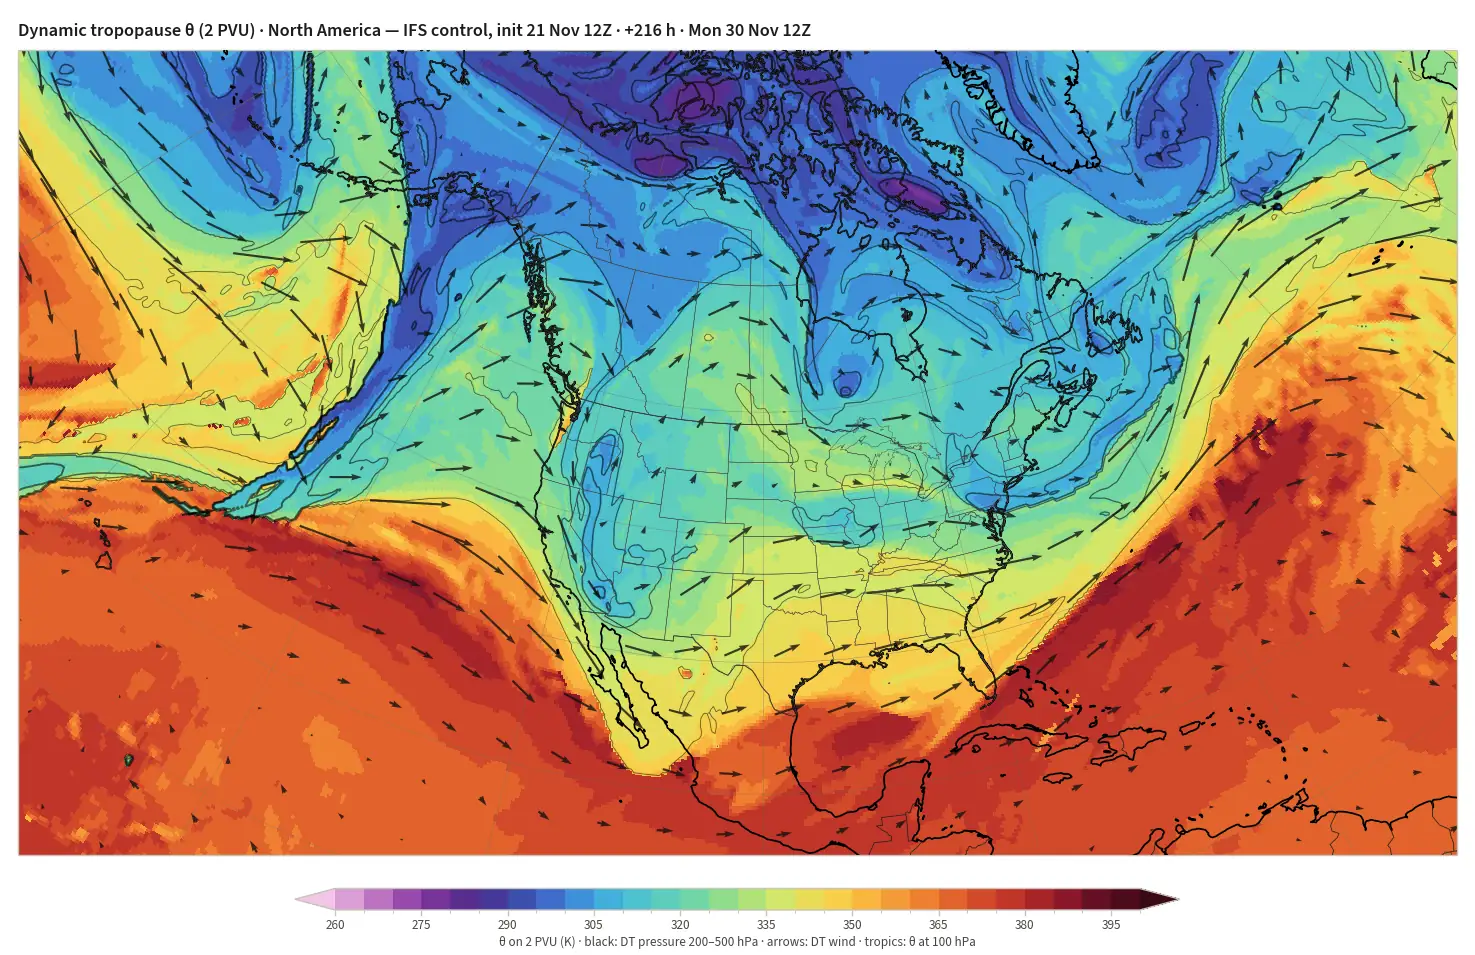 Dynamic tropopause θ (2 PVU) · North America — IFS control, init 21 Nov 12Z · +216 h · Mon 30 Nov 12Z
260 275 290 305 320 335 350 365 380 395
θ on 2 PVU (K) · black: DT pressure 200–500 hPa · arrows: DT wind · tropics: θ at 100 hPa